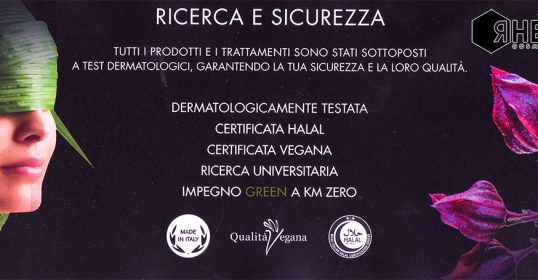 RICERCA E SICUREZZA
TUTTI I PRODOTTI E I TRATTAMENTI SONO STATI SOTTOPOSTI
A TEST DERMATOLOGICI, GARANTENDO LA TUA SICUREZZA E LA LORO QUALITÀ.
DERMATOLOGICAMENTE TESTATA
CERTIFICATA HALAL
CERTIFICATA VEGANA
RICERCA UNIVERSITARIA
IMPEGNO GREEN A KM ZERO
MADE
IN ITALY
Qualità Vegana
حلال
HALAL